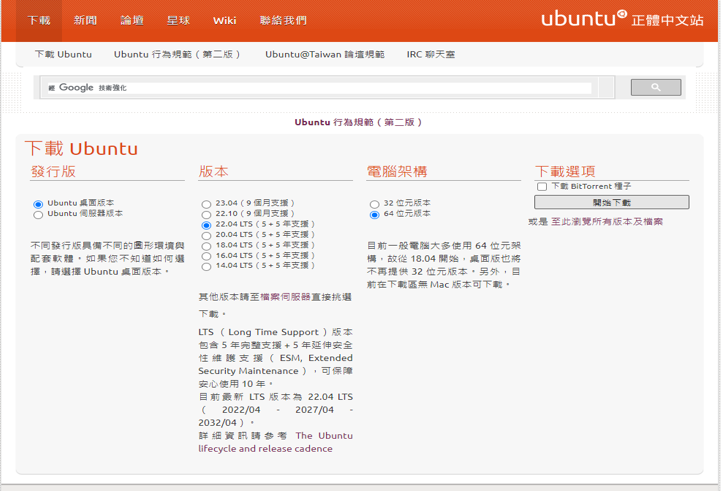 下載 新聞 論壇 星球 Wiki 聯絡我們
ubuntu 正體中文站
下載 Ubuntu Ubuntu 行為規範（第二版） Ubuntu@Taiwan 論壇規範 IRC 聊天室
經 Google 技術強化
Ubuntu 行為規範（第二版）
下載 Ubuntu
發行版
Ubuntu 桌面版本
Ubuntu 伺服器版本
不同發行版具備不同的圖形環境與
配套軟體。如果您不知道如何選
擇，請選擇 Ubuntu 桌面版本。
版本
23.04（9 個月支援）
22.10（9 個月支援）
22.04 LTS（5 + 5 年支援）
20.04 LTS（5 + 5 年支援）
18.04 LTS（5 + 5 年支援）
16.04 LTS（5 + 5 年支援）
14.04 LTS（5 + 5 年支援）
其他版本請至檔案伺服器直接挑選
下載。
LTS（Long Time Support）版本
包含 5 年完整支援 + 5 年延伸安全
性維護支援（ESM, Extended
Security Maintenance），可保障
安心使用 10 年。
目前最新 LTS 版本為 22.04 LTS
（ 2022/04 - 2027/04 -
2032/04）。
詳細資訊請參考 The Ubuntu
lifecycle and release cadence
電腦架構
32 位元版本
64 位元版本
目前一般電腦大多使用 64 位元架
構，故從 18.04 開始，桌面版也將
不再提供 32 位元版本。另外，目
前在下載區無 Mac 版本可下載。
下載選項
下載 BitTorrent 種子
開始下載
或是 至此瀏覽所有版本及檔案